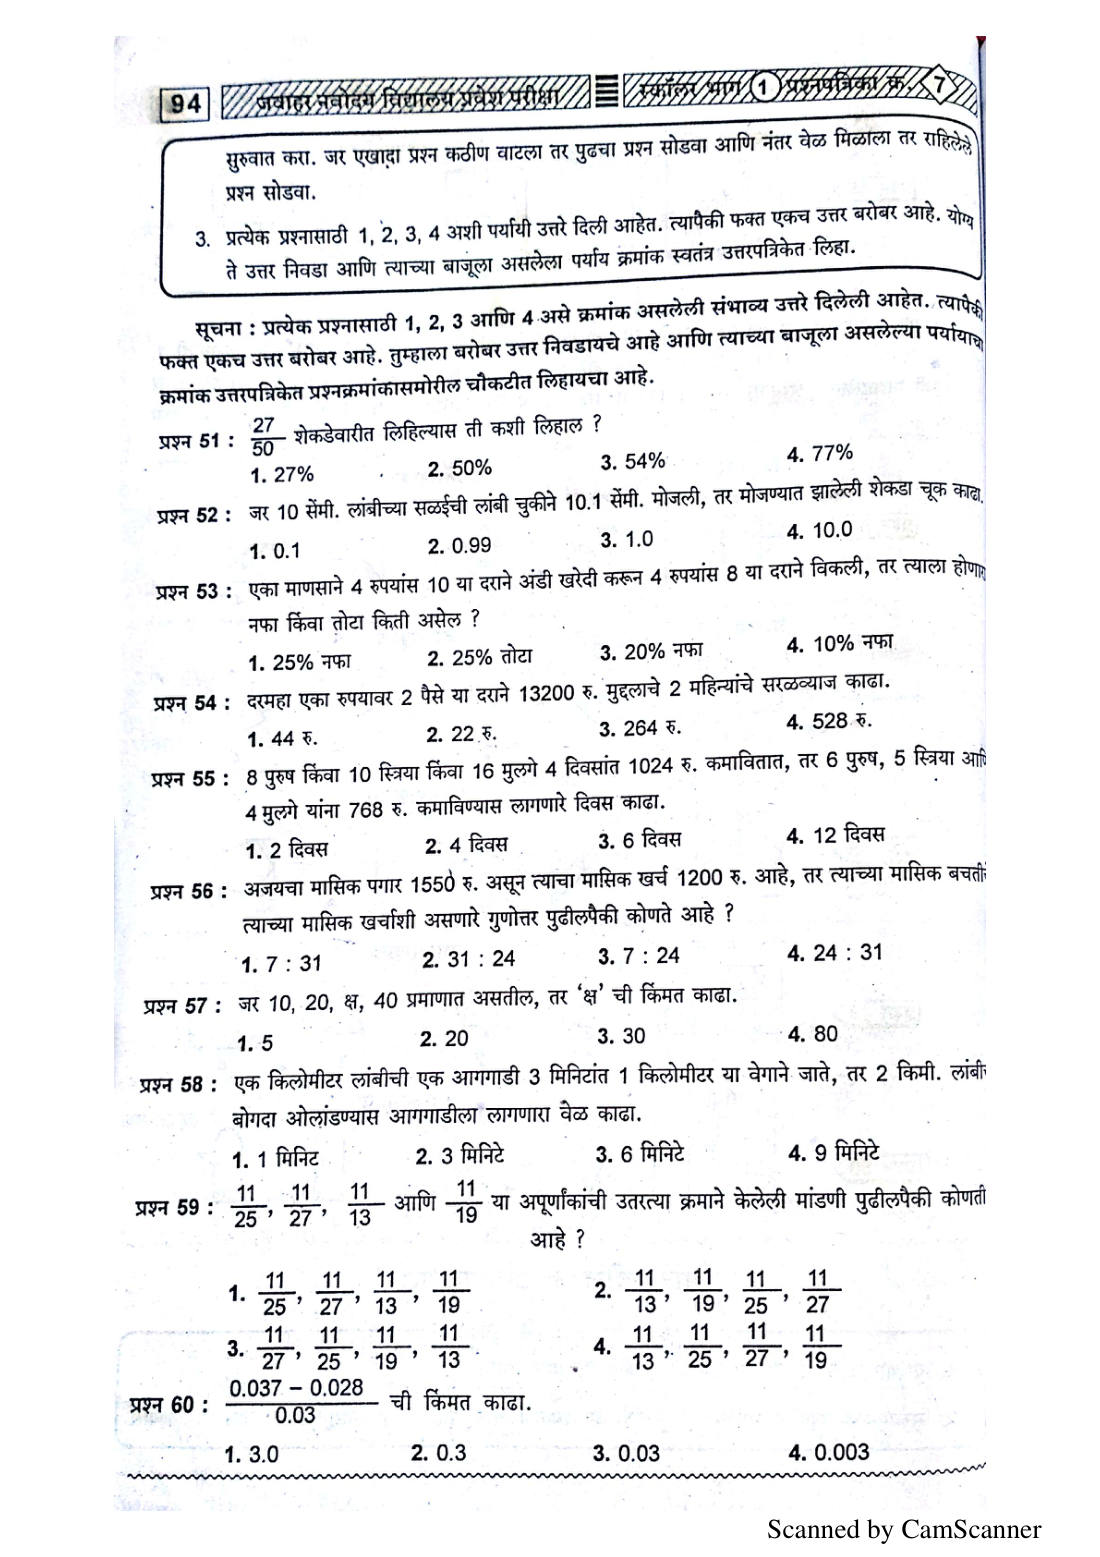 94 जवाहर नवोदय विद्यालय प्रवेश परीक्षा स्कॉलर भाग 1 प्रश्नपत्रिका क्र. 7
सुरुवात करा. जर एखादा प्रश्न कठीण वाटला तर पुढचा प्रश्न सोडवा आणि नंतर वेळ मिळाला तर राहिलेले
प्रश्न सोडवा.
3. प्रत्येक प्रश्नासाठी 1, 2, 3, 4 अशी पर्यायी उत्तरे दिली आहेत. त्यापैकी फक्त एकच उत्तर बरोबर आहे. योग्य
ते उत्तर निवडा आणि त्याच्या बाजूला असलेला पर्याय क्रमांक स्वतंत्र उत्तरपत्रिकेत लिहा.
सूचना : प्रत्येक प्रश्नासाठी 1, 2, 3 आणि 4 असे क्रमांक असलेली संभाव्य उत्तरे दिलेली आहेत. त्यापैकी
फक्त एकच उत्तर बरोबर आहे. तुम्हाला बरोबर उत्तर निवडायचे आहे आणि त्याच्या बाजूला असलेल्या पर्यायाचा
क्रमांक उत्तरपत्रिकेत प्रश्नक्रमांकासमोरील चौकटीत लिहायचा आहे.
प्रश्न 51 : 27/50 शेकडेवारीत लिहिल्यास ती कशी लिहाल ?
1. 27% 2. 50% 3. 54% 4. 77%
प्रश्न 52 : जर 10 सेंमी. लांबीच्या सळईची लांबी चुकीने 10.1 सेंमी. मोजली, तर मोजण्यात झालेली शेकडा चूक काढा.
1. 0.1 2. 0.99 3. 1.0 4. 10.0
प्रश्न 53 : एका माणसाने 4 रुपयांस 10 या दराने अंडी खरेदी करून 4 रुपयांस 8 या दराने विकली, तर त्याला होणारा
नफा किंवा तोटा किती असेल ?
1. 25% नफा 2. 25% तोटा 3. 20% नफा 4. 10% नफा
प्रश्न 54 : दरमहा एका रुपयावर 2 पैसे या दराने 13200 रु. मुद्दलाचे 2 महिन्यांचे सरळव्याज काढा.
1. 44 रु. 2. 22 रु. 3. 264 रु. 4. 528 रु.
प्रश्न 55 : 8 पुरुष किंवा 10 स्त्रिया किंवा 16 मुलगे 4 दिवसांत 1024 रु. कमावितात, तर 6 पुरुष, 5 स्त्रिया आणि
4 मुलगे यांना 768 रु. कमाविण्यास लागणारे दिवस काढा.
1. 2 दिवस 2. 4 दिवस 3. 6 दिवस 4. 12 दिवस
प्रश्न 56 : अजयचा मासिक पगार 1550 रु. असून त्याचा मासिक खर्च 1200 रु. आहे, तर त्याच्या मासिक बचतीचे
त्याच्या मासिक खर्चाशी असणारे गुणोत्तर पुढीलपैकी कोणते आहे ?
1. 7 : 31 2. 31 : 24 3. 7 : 24 4. 24 : 31
प्रश्न 57 : जर 10, 20, क्ष, 40 प्रमाणात असतील, तर ‘क्ष’ ची किंमत काढा.
1. 5 2. 20 3. 30 4. 80
प्रश्न 58 : एक किलोमीटर लांबीची एक आगगाडी 3 मिनिटांत 1 किलोमीटर या वेगाने जाते, तर 2 किमी. लांबीचा
बोगदा ओलांडण्यास आगगाडीला लागणारा वेळ काढा.
1. 1 मिनिट 2. 3 मिनिटे 3. 6 मिनिटे 4. 9 मिनिटे
प्रश्न 59 : 11/25, 11/27, 11/13 आणि 11/19 या अपूर्णांकांची उतरत्या क्रमाने केलेली मांडणी पुढीलपैकी कोणती
आहे ?
1. 11/25, 11/27, 11/13, 11/19 2. 11/13, 11/19, 11/25, 11/27
3. 11/27, 11/25, 11/19, 11/13 4. 11/13, 11/25, 11/27, 11/19
प्रश्न 60 : 0.037 – 0.028/0.03 ची किंमत काढा.
1. 3.0 2. 0.3 3. 0.03 4. 0.003
Scanned by CamScanner